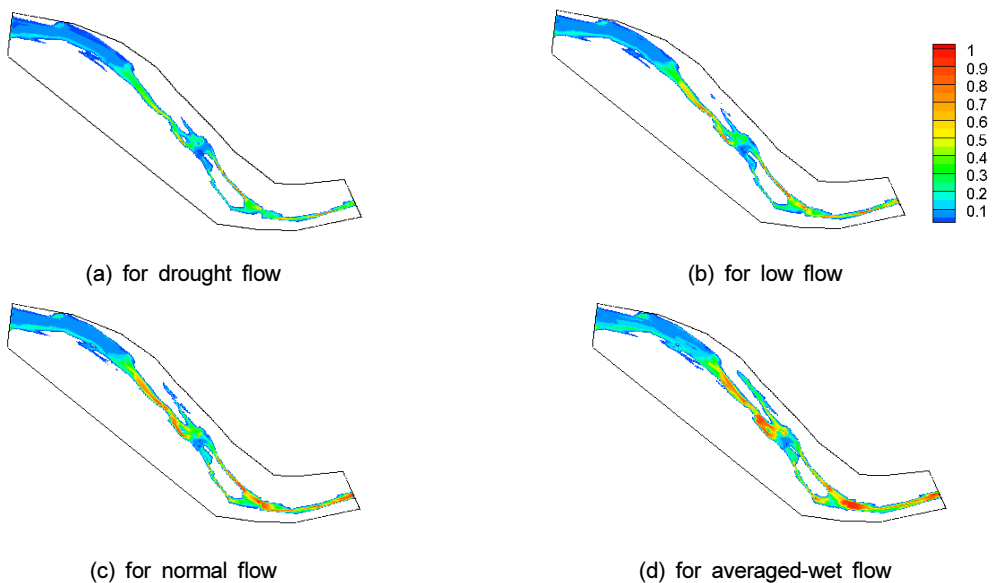 1
0.9
0.8
0.7
0.6
0.5
0.4
0.3
0.2
0.1
(a) for drought flow
(b) for low flow
(c) for normal flow
(d) for averaged-wet flow